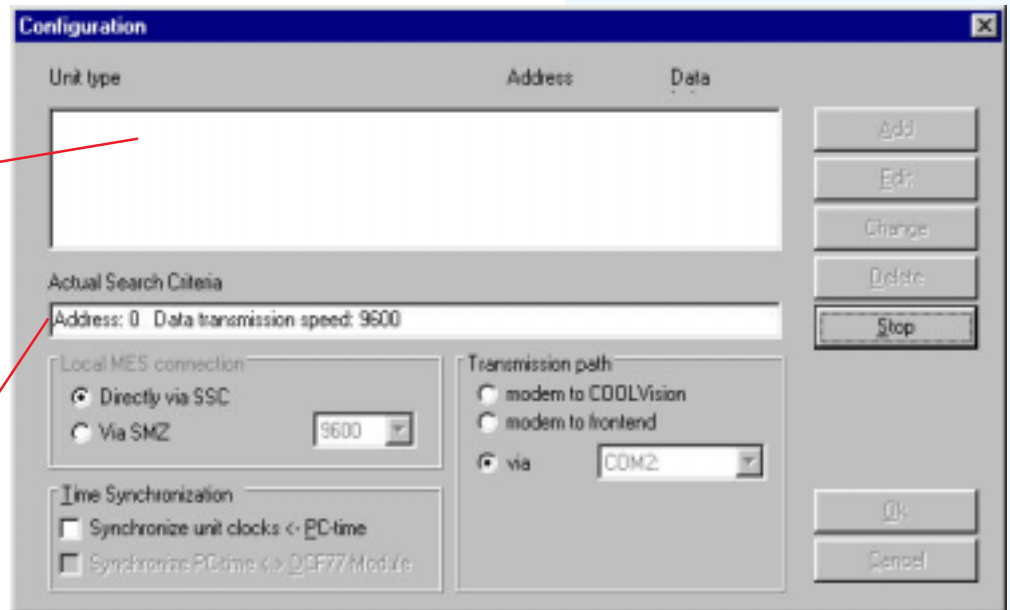 Configuration
Unit type Address Data
Add
Edit
Change
Delete
Actual Search Criteria
Address: 0 Data transmission speed: 9600
Stop
Local MES connection
Directly via SSC
Via SMZ 9600
Transmission path
modem to COOLVision
modem to frontend
via COM2:
Time Synchronization
Synchronize unit clocks <- PC-time
Synchronize PC-time <-> DCF77-Module
Ok
Cancel